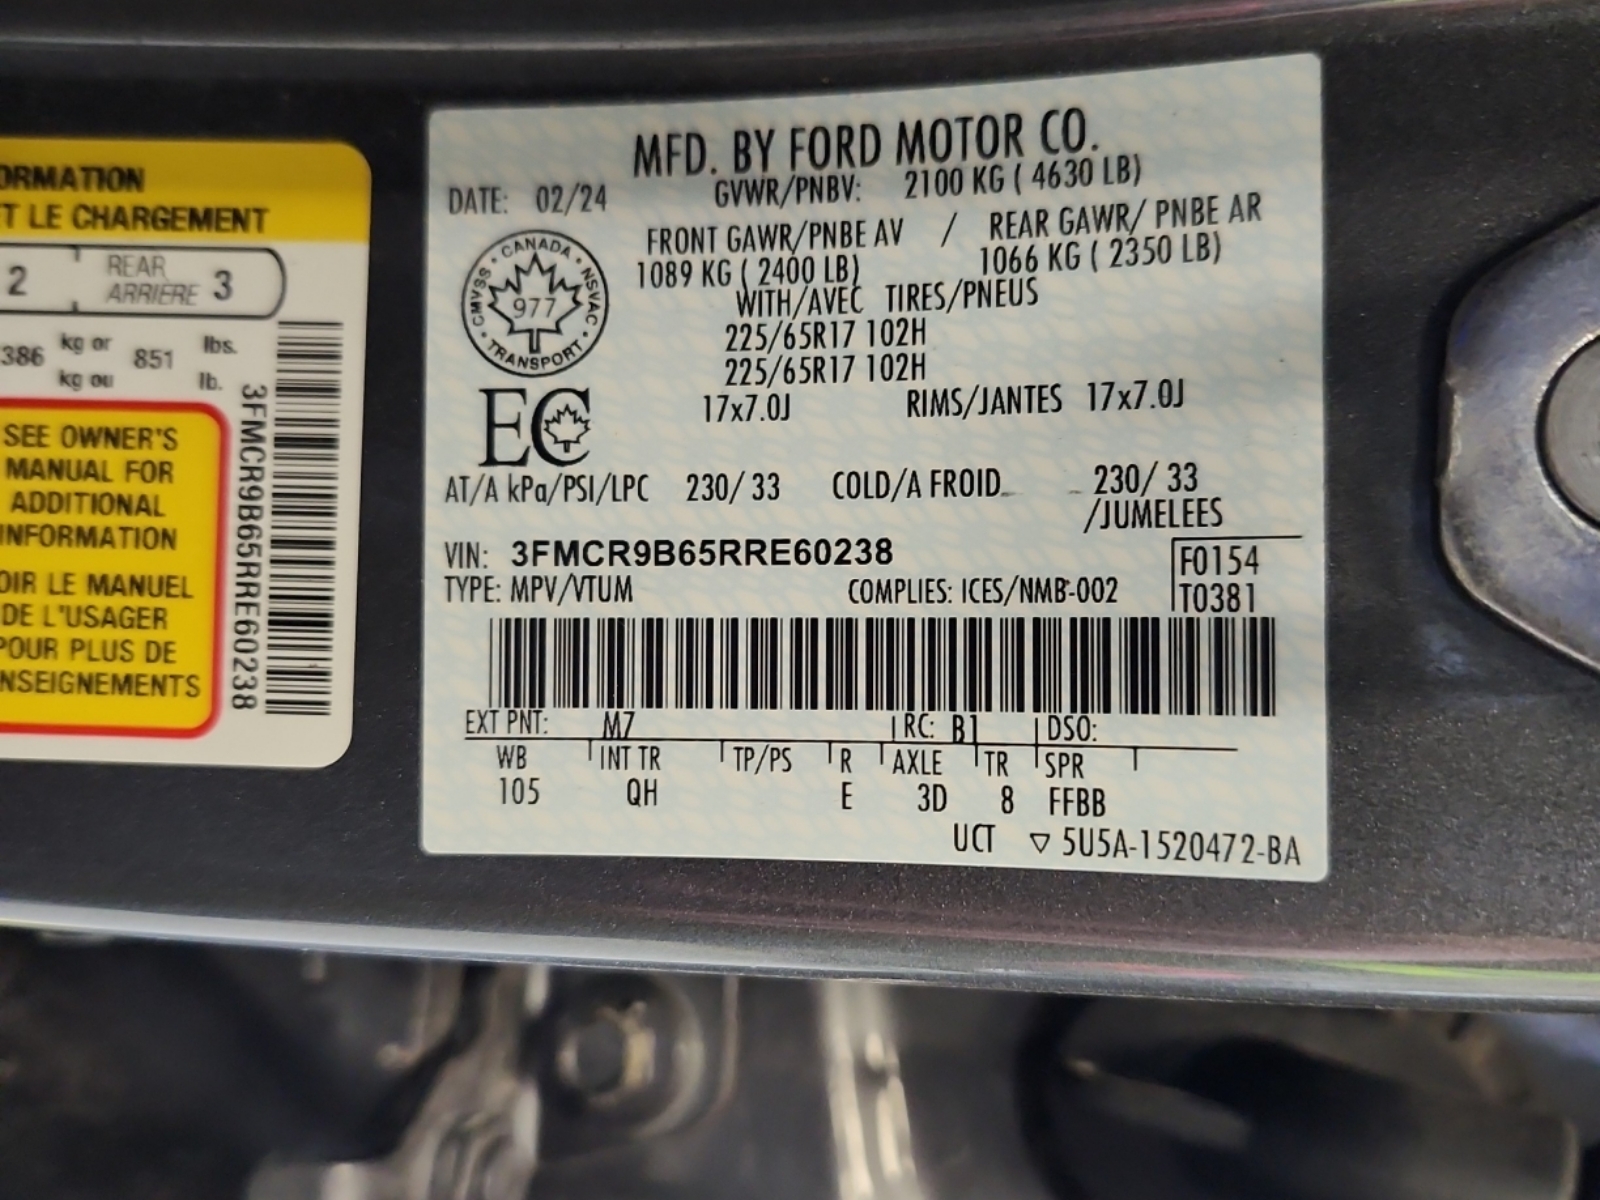 ORMATION
T LE CHARGEMENT
2 REAR ARRIÈRE 3
386 kg or kg ou 851 lbs. lb.
SEE OWNER'S
MANUAL FOR
ADDITIONAL
INFORMATION
OIR LE MANUEL
DE L'USAGER
POUR PLUS DE
NSEIGNEMENTS
3FMCR9B65RRE60238
MFD. BY FORD MOTOR CO.
DATE: 02/24 GVWR/PNBV: 2100 KG ( 4630 LB)
FRONT GAWR/PNBE AV / REAR GAWR/ PNBE AR
1089 KG ( 2400 LB) 1066 KG ( 2350 LB)
WITH/AVEC TIRES/PNEUS
225/65R17 102H
225/65R17 102H
17x7.0J RIMS/JANTES 17x7.0J
CANADA · NSVAC · TRANSPORT · CMVSS ·
977
EC
AT/A kPa/PSI/LPC 230/ 33 COLD/A FROID 230/ 33
/JUMELEES
VIN: 3FMCR9B65RRE60238 F0154
TYPE: MPV/VTUM COMPLIES: ICES/NMB-002 T0381
EXT PNT: M7 RC: B1 DSO:
WB INT TR TP/PS R AXLE TR SPR
105 QH E 3D 8 FFBB
UCT ▽ 5U5A-1520472-BA